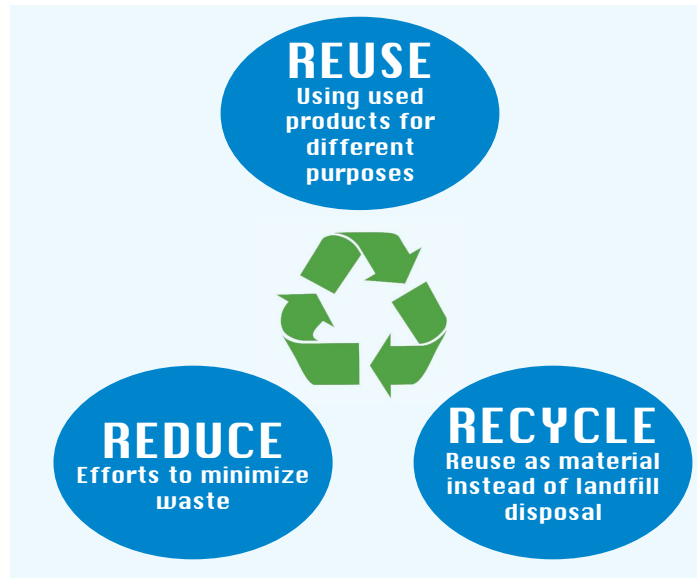 REUSE
Using used
products for
different
purposes
REDUCE
Efforts to minimize
waste
RECYCLE
Reuse as material
instead of landfill
disposal